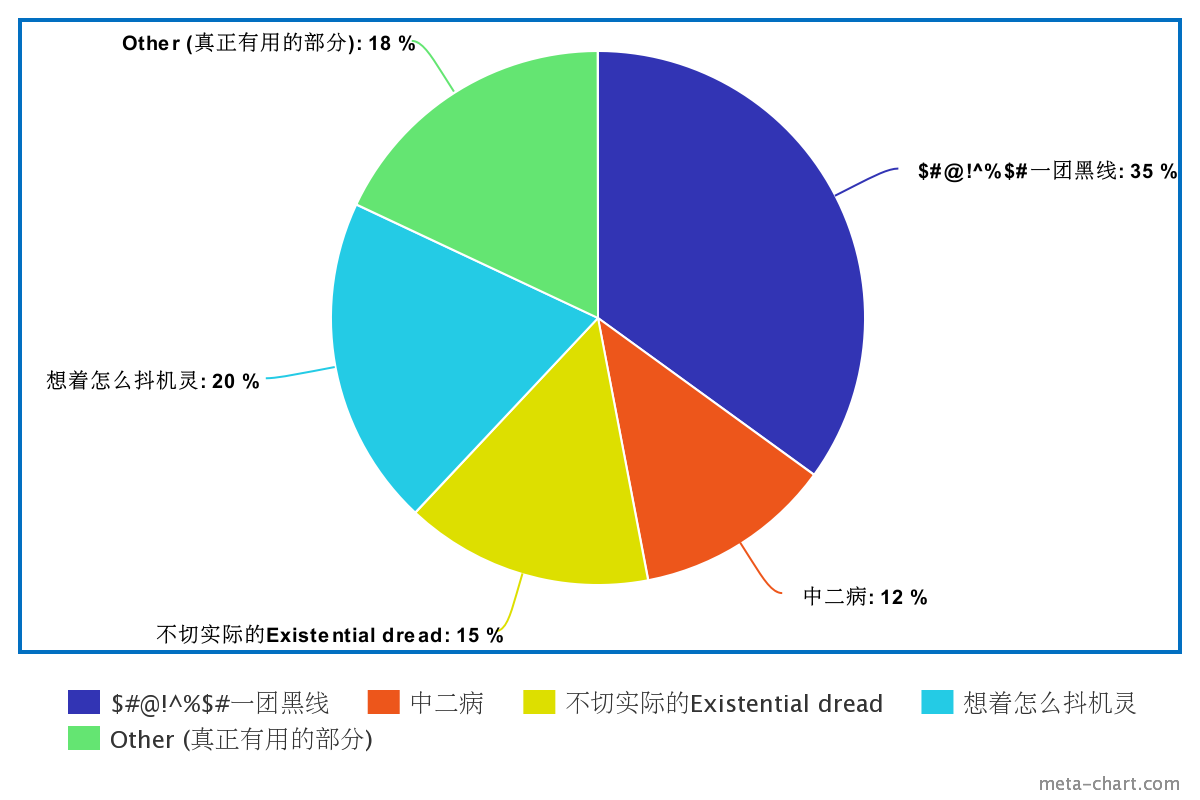 Other (真正有用的部分): 18 %
$#@!^%$#一团黑线: 35 %
想着怎么抖机灵: 20 %
中二病: 12 %
不切实际的Existential dread: 15 %
$#@!^%$#一团黑线 中二病 不切实际的Existential dread 想着怎么抖机灵
Other (真正有用的部分)
meta-chart.com